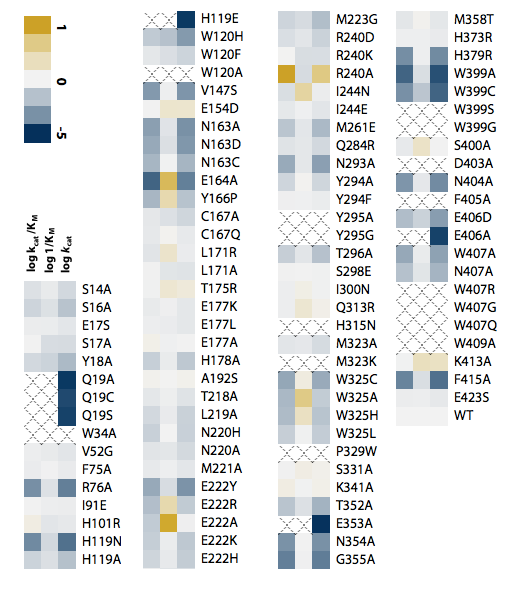 1
0
-5
log kcat/KM
log 1/KM
log kcat
S14A
S16A
E17S
S17A
Y18A
Q19A
Q19C
Q19S
W34A
V52G
F75A
R76A
I91E
H101R
H119N
H119A
H119E
W120H
W120F
W120A
V147S
E154D
N163A
N163D
N163C
E164A
Y166P
C167A
C167Q
L171R
L171A
T175R
E177K
E177L
E177A
H178A
A192S
T218A
L219A
N220H
N220A
M221A
E222Y
E222R
E222A
E222K
E222H
M223G
R240D
R240K
R240A
I244N
I244E
M261E
Q284R
N293A
Y294A
Y294F
Y295A
Y295G
T296A
S298E
I300N
Q313R
H315N
M323A
M323K
W325C
W325A
W325H
W325L
P329W
S331A
K341A
T352A
E353A
N354A
G355A
M358T
H373R
H379R
W399A
W399C
W399S
W399G
S400A
D403A
N404A
F405A
E406D
E406A
W407A
N407A
W407R
W407G
W407Q
W409A
K413A
F415A
E423S
WT